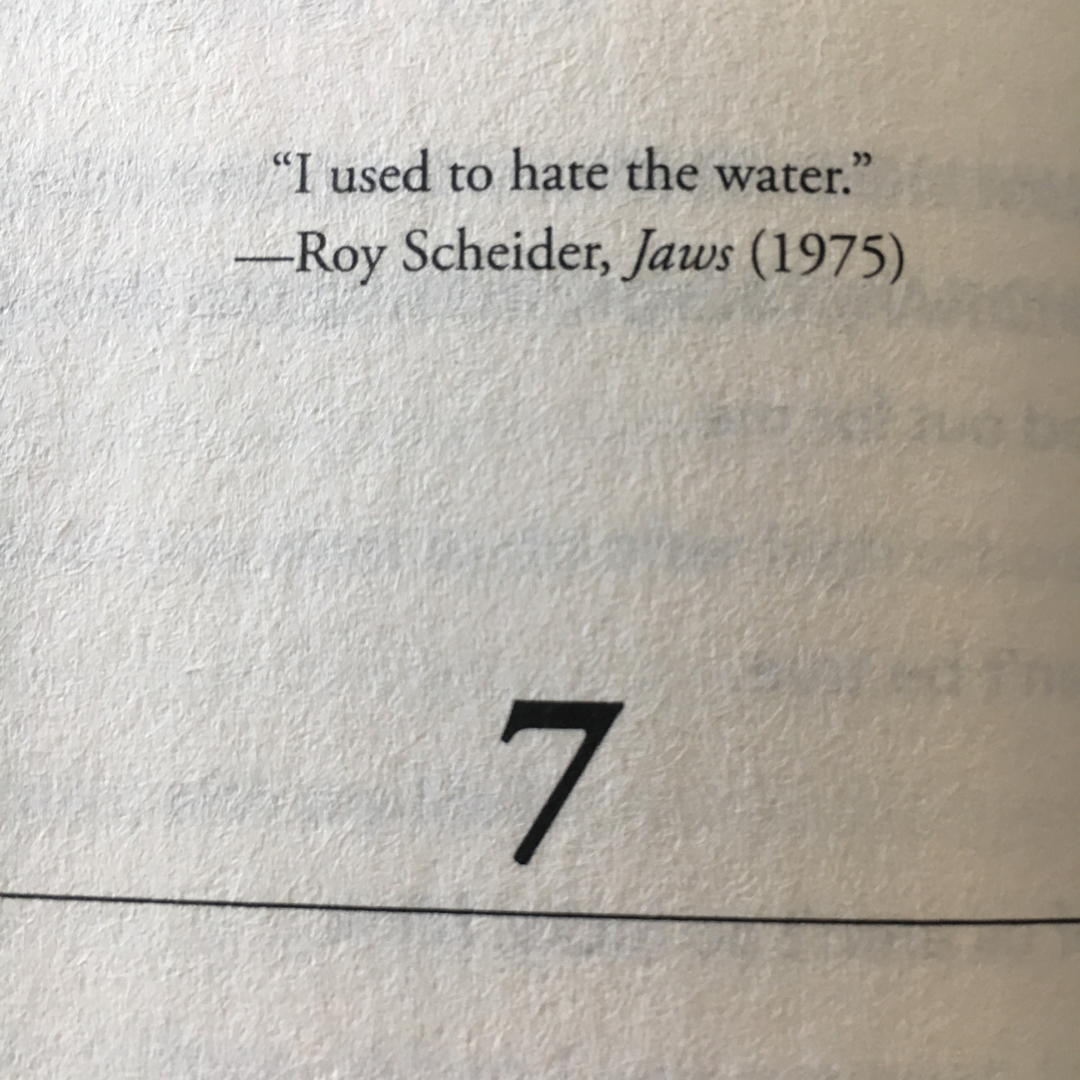 “I used to hate the water.”
—Roy Scheider, Jaws (1975)
7